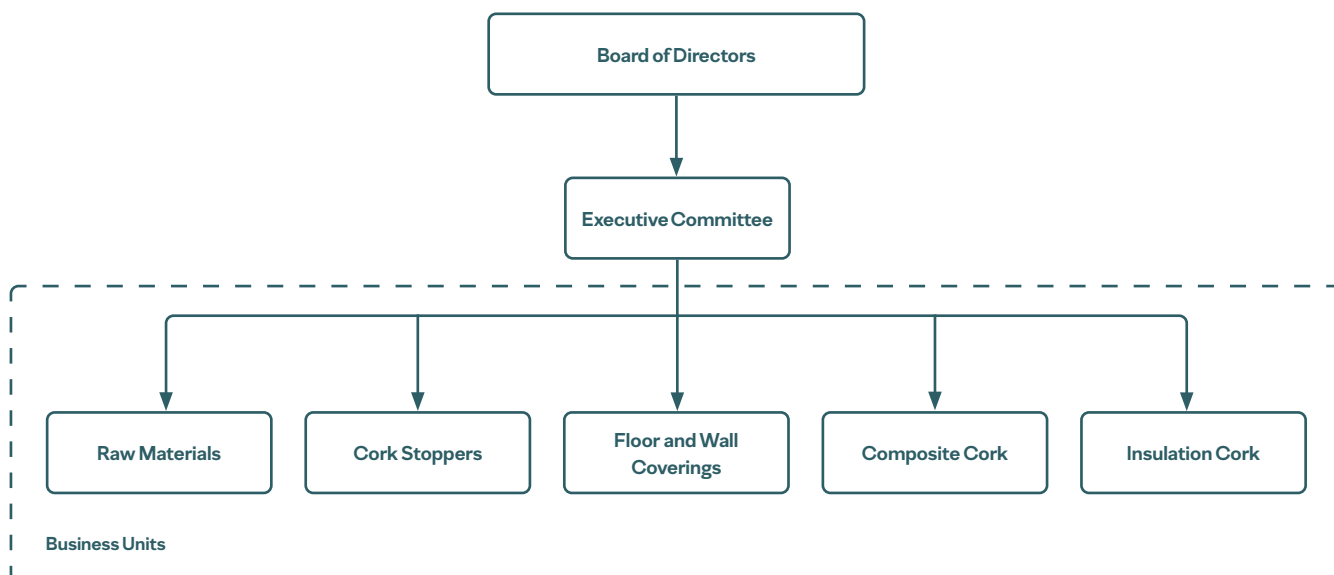 Board of Directors
Executive Committee
Raw Materials
Cork Stoppers
Floor and Wall
Coverings
Composite Cork
Insulation Cork
Business Units